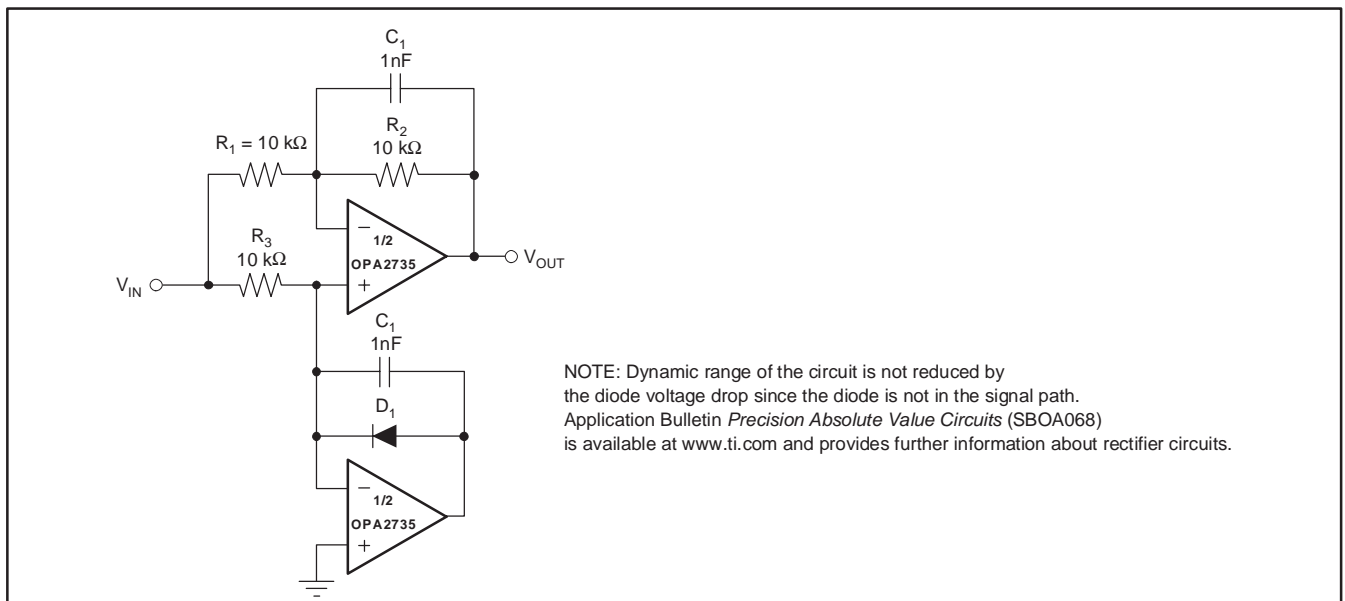 C1
1nF
R2
10 kΩ
R1 = 10 kΩ
−
1/2
OPA2735
+
VOUT
R3
10 kΩ
VIN
C1
1nF
D1
−
1/2
OPA2735
+
NOTE: Dynamic range of the circuit is not reduced by
the diode voltage drop since the diode is not in the signal path.
Application Bulletin Precision Absolute Value Circuits (SBOA068)
is available at www.ti.com and provides further information about rectifier circuits.